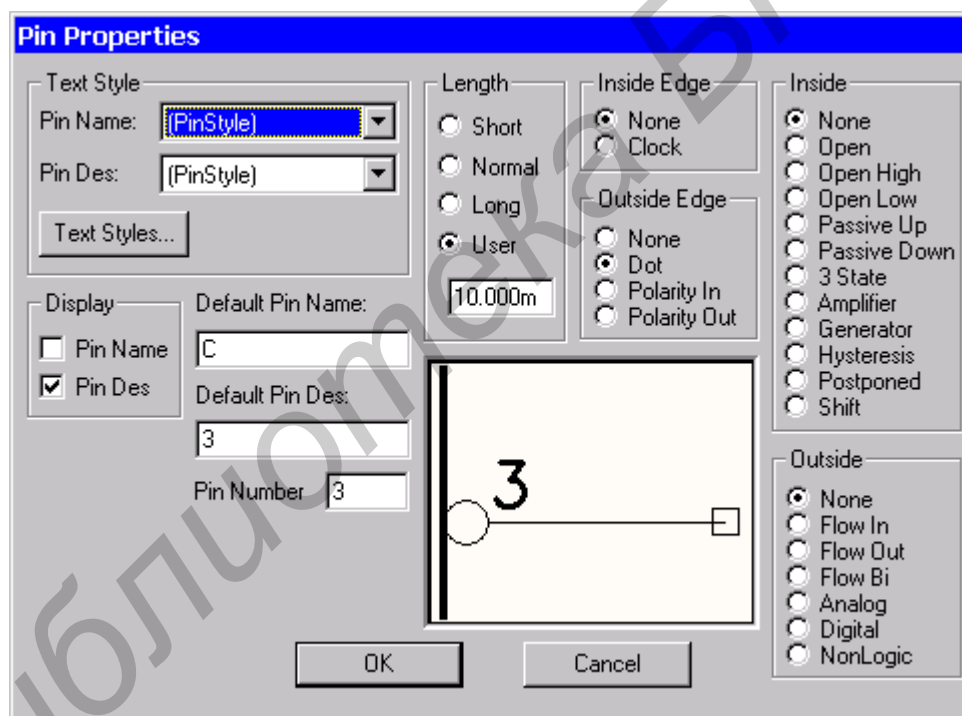 Pin Properties
Text Style
Pin Name: (PinStyle)
Pin Des: (PinStyle)
Text Styles...
Length
Short
Normal
Long
User
10.000m
Inside Edge
None
Clock
Outside Edge
None
Dot
Polarity In
Polarity Out
Inside
None
Open
Open High
Open Low
Passive Up
Passive Down
3 State
Amplifier
Generator
Hysteresis
Postponed
Shift
Display
Pin Name
Pin Des
Default Pin Name:
C
Default Pin Des:
3
Pin Number 3
3
Outside
None
Flow In
Flow Out
Flow Bi
Analog
Digital
NonLogic
OK
Cancel